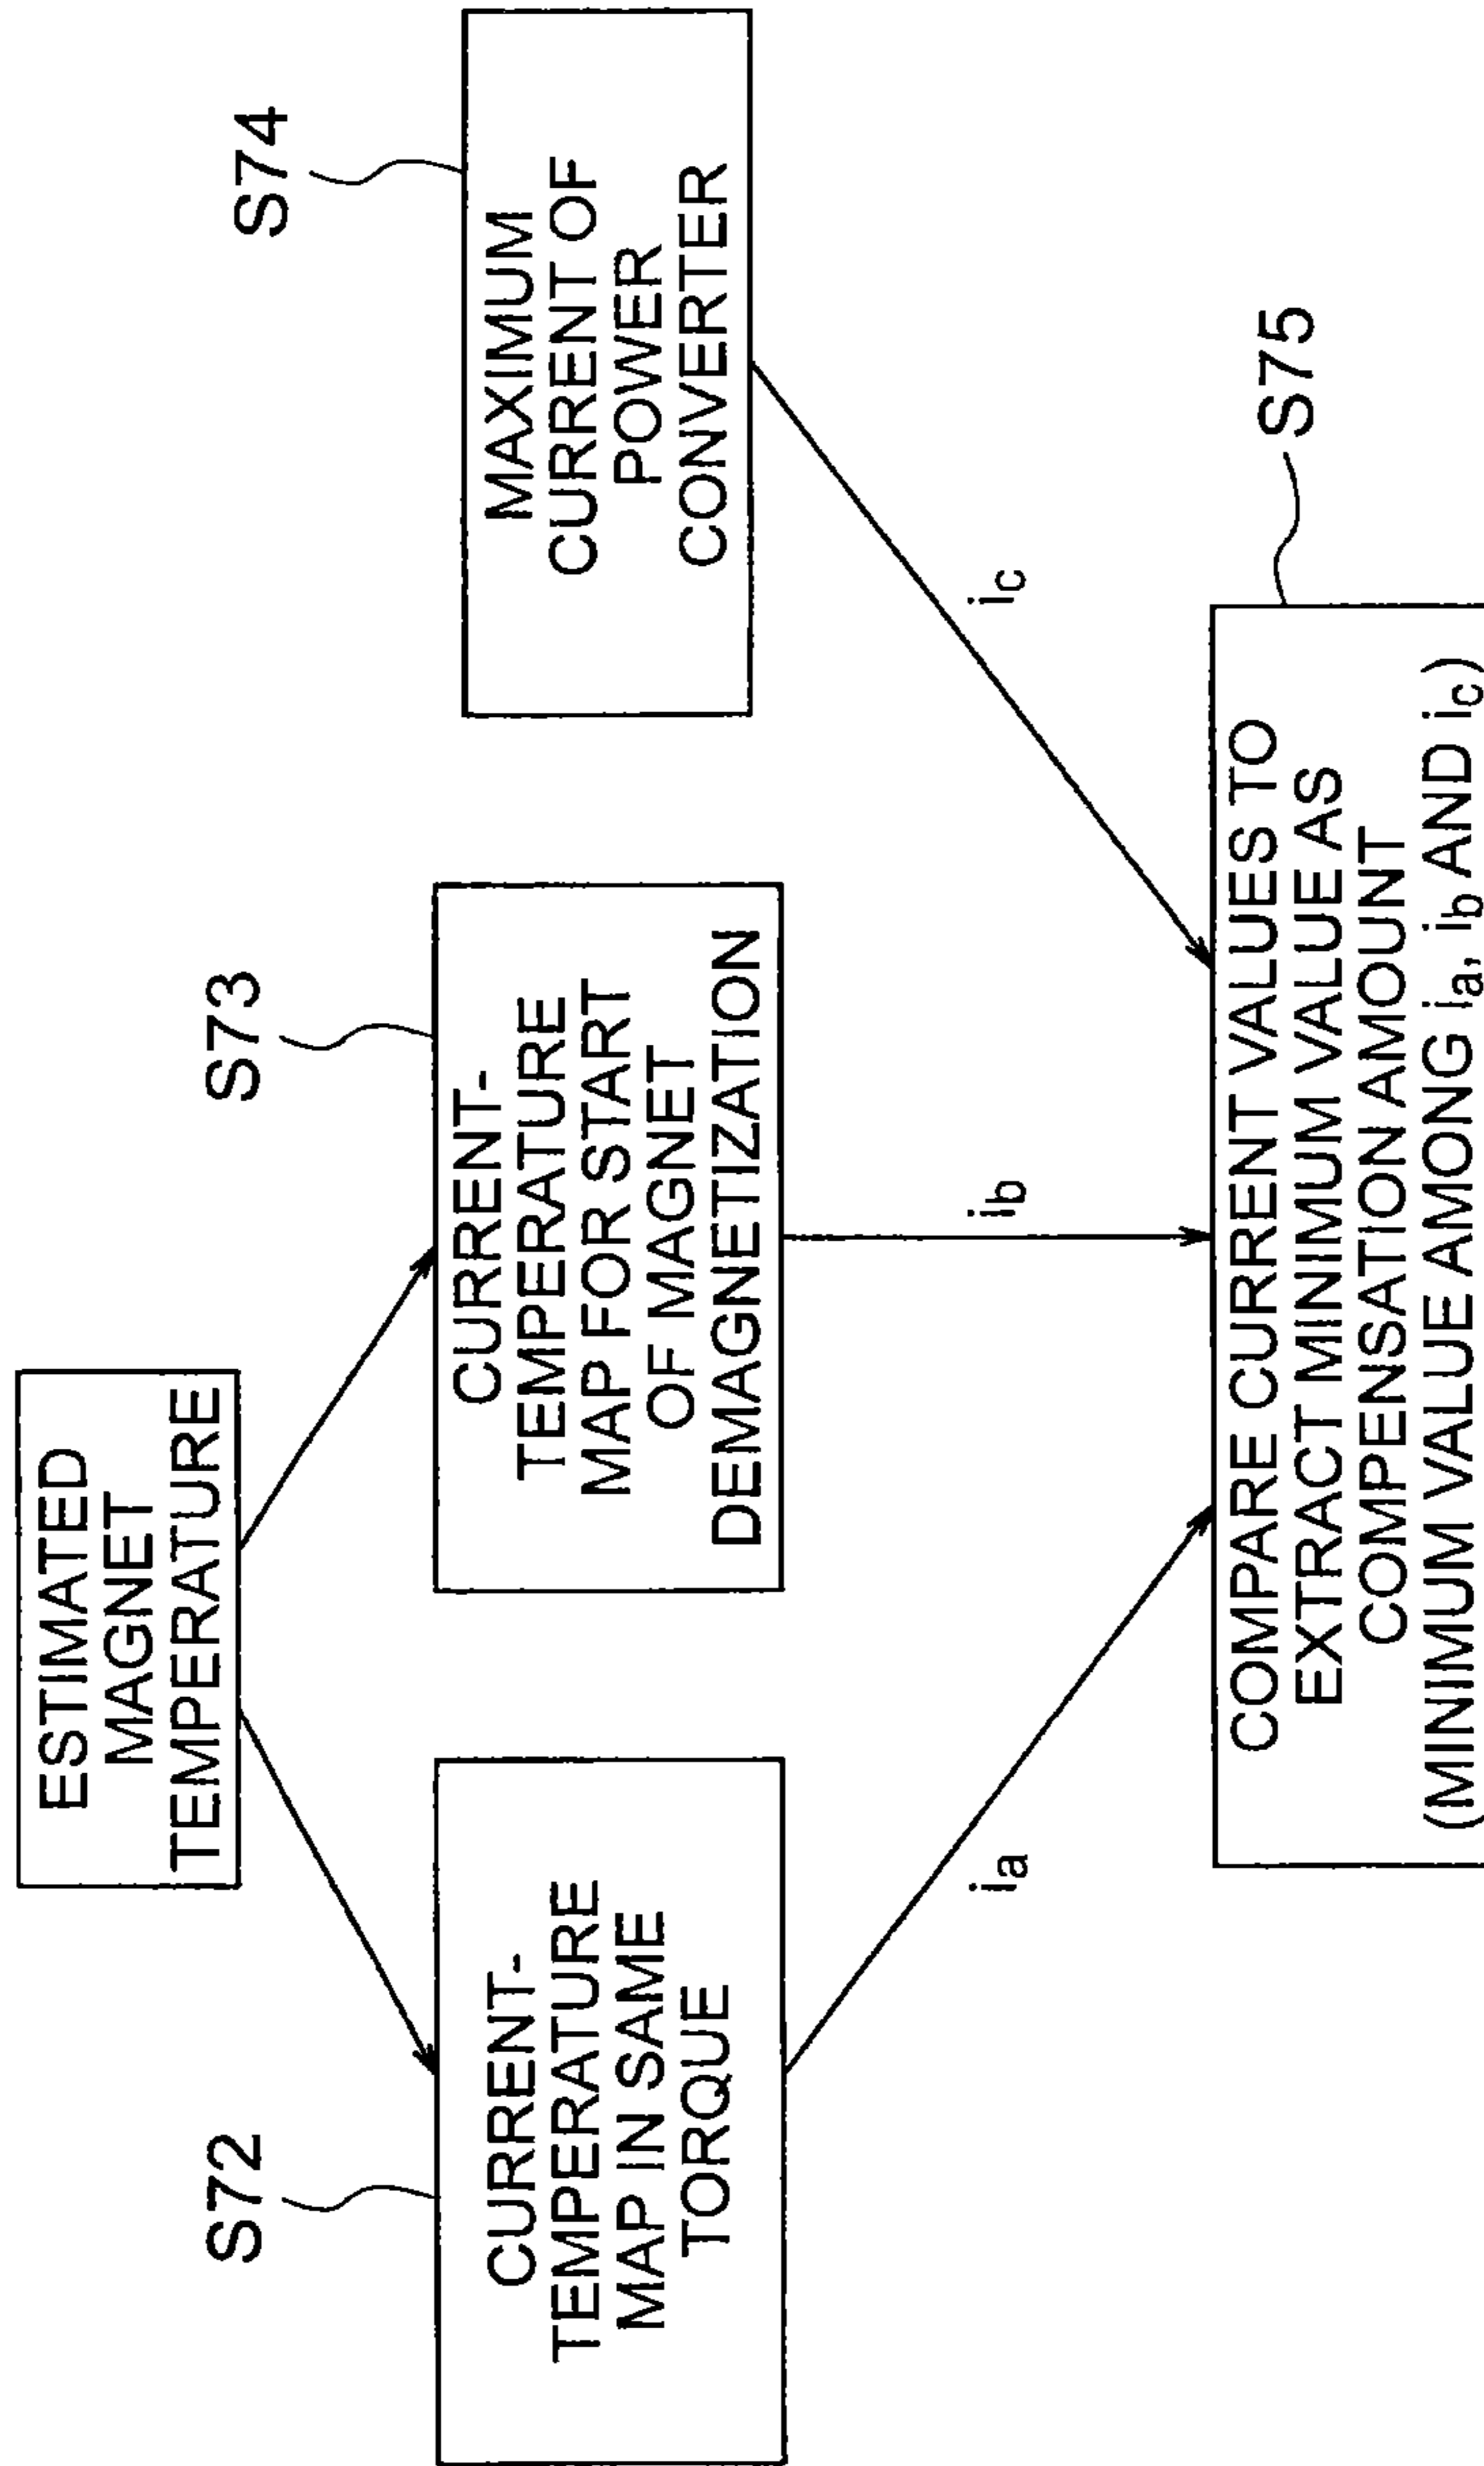 ESTIMATED
MAGNET
TEMPERATURE
S72
CURRENT-
TEMPERATURE
MAP IN SAME
TORQUE
S73
CURRENT-
TEMPERATURE
MAP FOR START
OF MAGNET
DEMAGNETIZATION
S74
MAXIMUM
CURRENT OF
POWER
CONVERTER
ia
ib
ic
S75
COMPARE CURRENT VALUES TO
EXTRACT MINIMUM VALUE AS
COMPENSATION AMOUNT
(MINIMUM VALUE AMONG ia, ib AND ic)